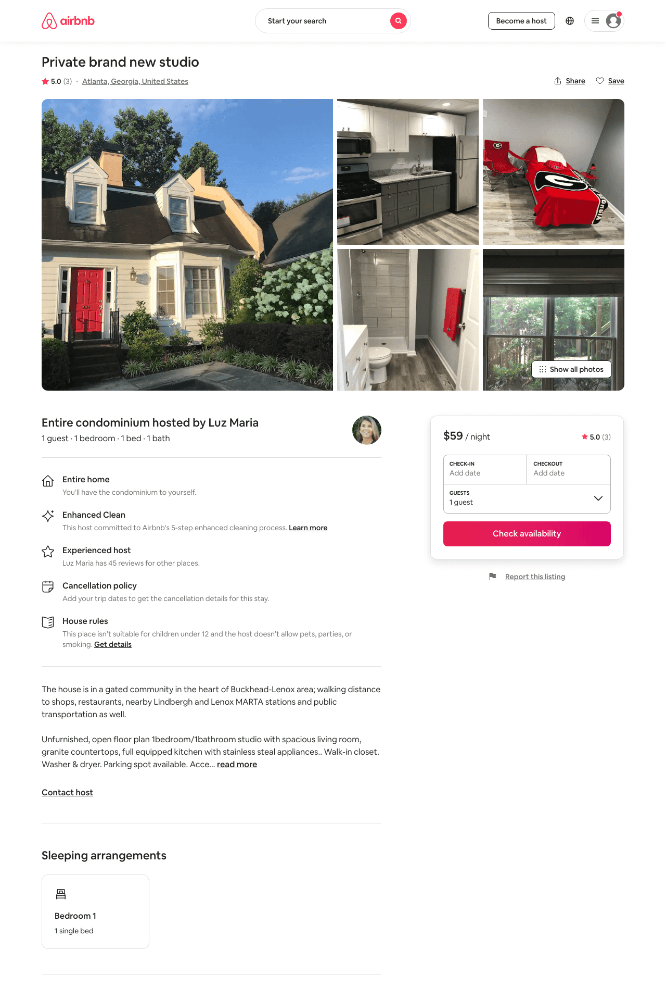 airbnb
Start your search
Become a host
Private brand new studio
5.0 (3) · Atlanta, Georgia, United States
Share
Save
G
G
Show all photos
Entire condominium hosted by Luz Maria
1 guest · 1 bedroom · 1 bed · 1 bath
$59 / night
5.0 (3)
CHECK-IN
Add date
CHECKOUT
Add date
GUESTS
1 guest
Check availability
Report this listing
Entire home
You’ll have the condominium to yourself.
Enhanced Clean
This host committed to Airbnb's 5-step enhanced cleaning process. Learn more
Experienced host
Luz Maria has 45 reviews for other places.
Cancellation policy
Add your trip dates to get the cancellation details for this stay.
House rules
This place isn’t suitable for children under 12 and the host doesn’t allow pets, parties, or
smoking. Get details
The house is in a gated community in the heart of Buckhead-Lenox area; walking distance
to shops, restaurants, nearby Lindbergh and Lenox MARTA stations and public
transportation as well.
Unfurnished, open floor plan 1bedroom/1bathroom studio with spacious living room,
granite countertops, full equipped kitchen with stainless steal appliances.. Walk-in closet.
Washer & dryer. Parking spot available. Acce... read more
Contact host
Sleeping arrangements
Bedroom 1
1 single bed